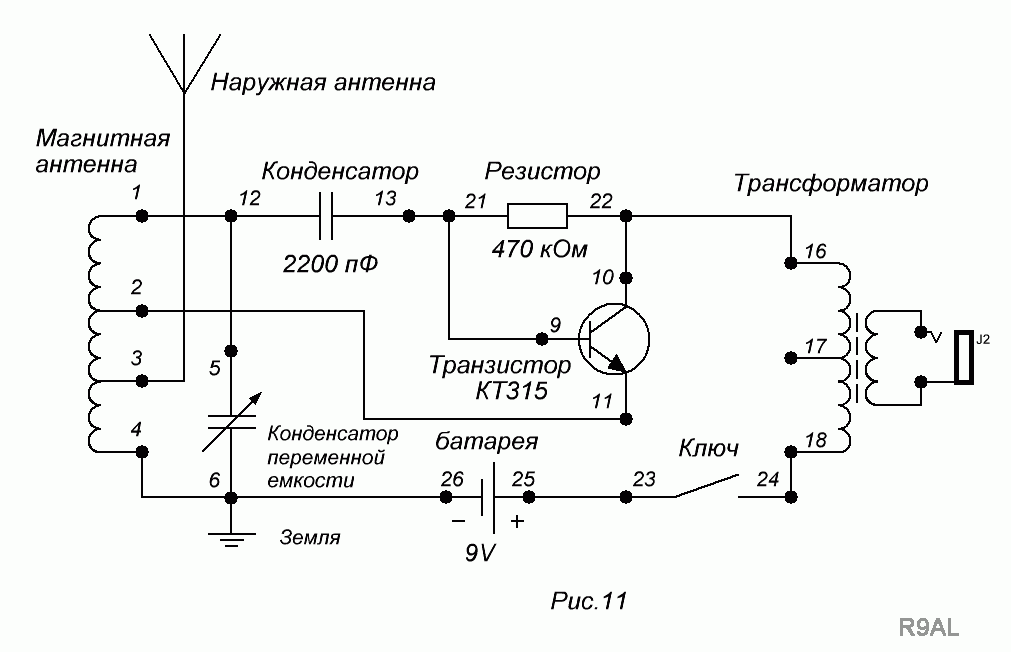 Наружная антенна
Магнитная
антенна
Конденсатор
Резистор
Трансформатор
1
12
13
21
22
2200 пФ
470 кОм
16
10
2
9
17
J2
3
5
Транзистор
КТ315
11
4
18
Конденсатор
переменной
емкости
батарея
Ключ
6
26
25
23
24
– +
9V
Земля
Рис.11
R9AL